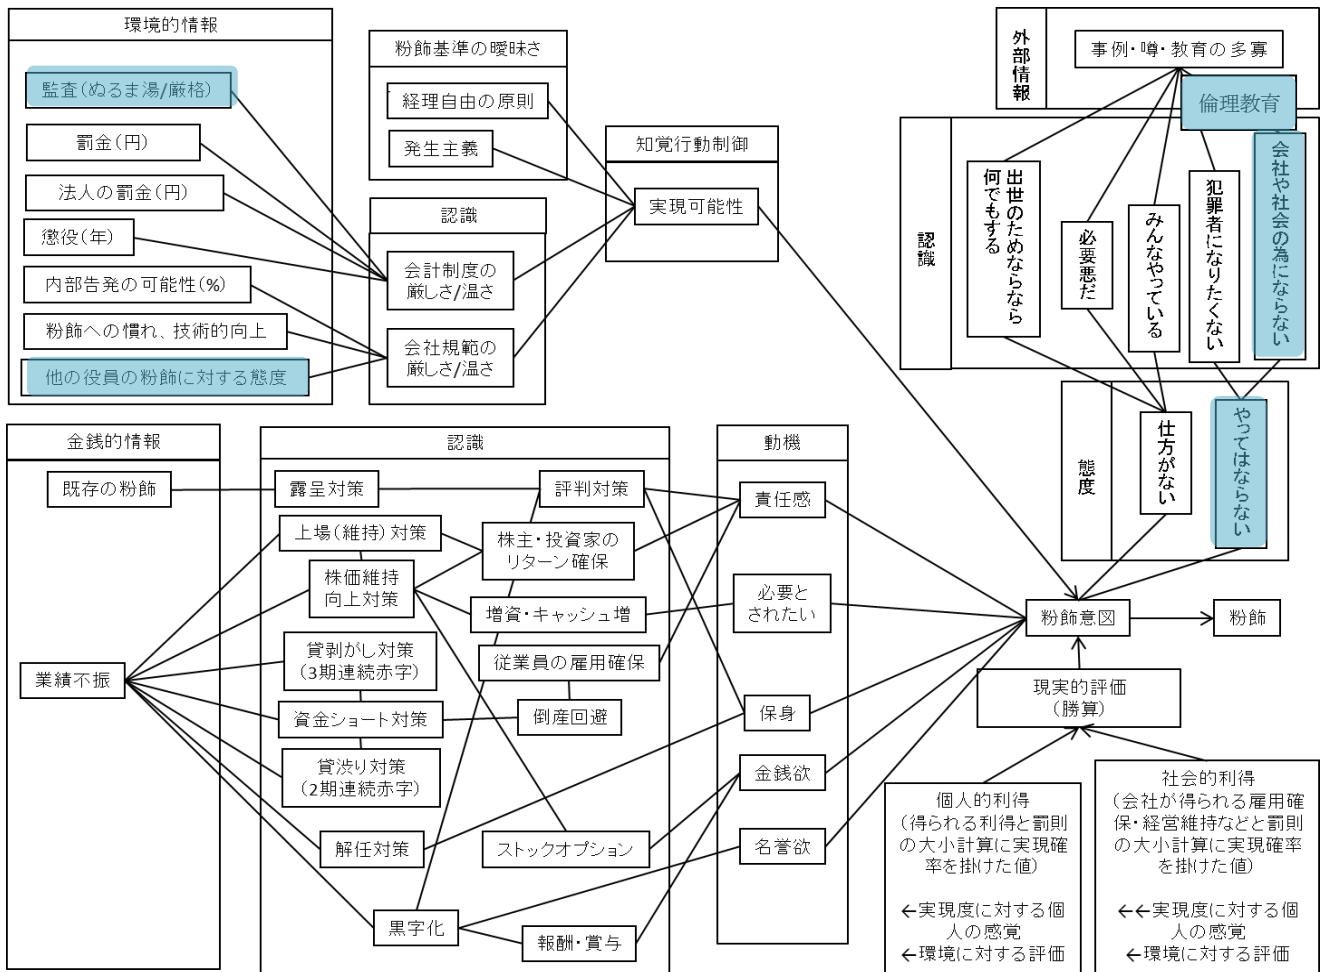 環境的情報
監査(ぬるま湯/厳格)
罰金(円)
法人の罰金(円)
懲役(年)
内部告発の可能性(%)
粉飾への慣れ、技術的向上
他の役員の粉飾に対する態度
粉飾基準の曖昧さ
経理自由の原則
発生主義
認識
会計制度の
厳しさ/温さ
会社規範の
厳しさ/温さ
知覚行動制御
実現可能性
外部情報
事例・噂・教育の多寡
倫理教育
認識
出世のためならなら
何でもする
必要悪だ
みんなやっている
犯罪者になりたくない
会社や社会の為にならない
態度
仕方がない
やってはならない
金銭的情報
既存の粉飾
業績不振
認識
露呈対策
上場(維持)対策
株価維持
向上対策
貸剥がし対策
(3期連続赤字)
資金ショート対策
貸渋り対策
(2期連続赤字)
解任対策
黒字化
評判対策
株主・投資家の
リターン確保
増資・キャッシュ増
従業員の雇用確保
倒産回避
ストックオプション
報酬・賞与
動機
責任感
必要と
されたい
保身
金銭欲
名誉欲
粉飾意図
粉飾
現実的評価
(勝算)
個人的利得
(得られる利得と罰則
の大小計算に実現確
率を掛けた値)
←実現度に対する個
人の感覚
←環境に対する評価
社会的利得
(会社が得られる雇用確
保・経営維持などと罰則
の大小計算に実現確率
を掛けた値)
←←実現度に対する個
人の感覚
←環境に対する評価